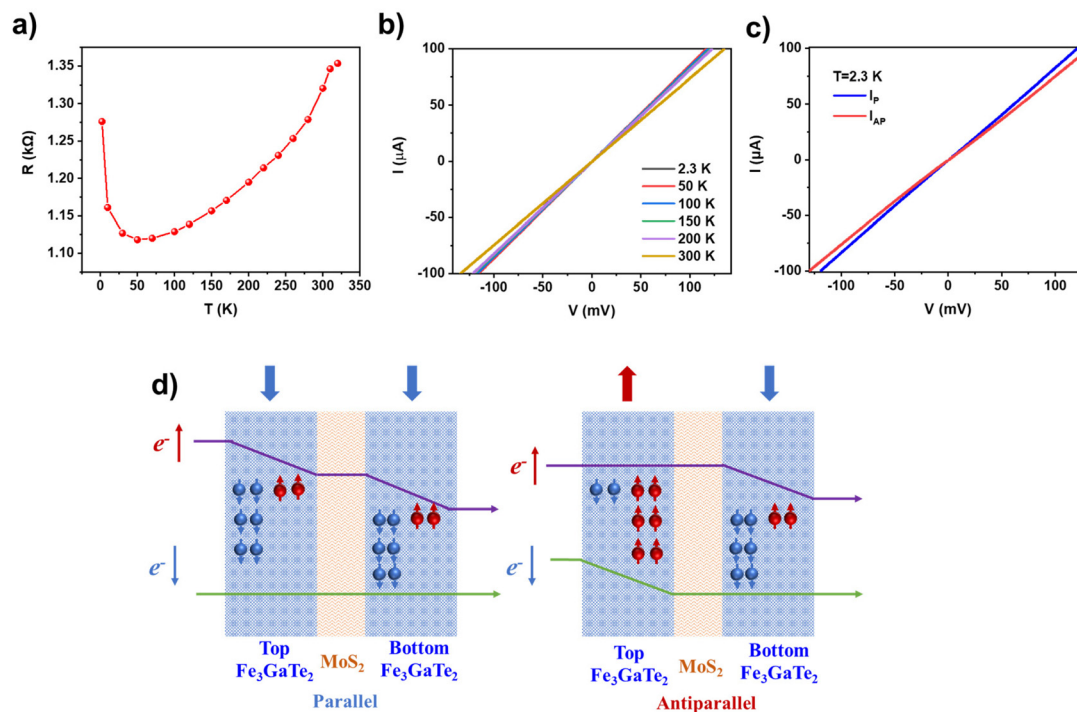 a)
R (kΩ)
1.35
1.30
1.25
1.20
1.15
1.10
0 50 100 150 200 250 300 350
T (K)
b)
I (μA)
100
50
0
-50
-100
2.3 K
50 K
100 K
150 K
200 K
300 K
-100 -50 0 50 100
V (mV)
c)
I (μA)
100
50
0
-50
-100
T=2.3 K
I_P
I_AP
-100 -50 0 50 100
V (mV)
d)
e-
e-
Top
Fe₃GaTe₂
MoS₂
Bottom
Fe₃GaTe₂
Parallel
e-
e-
Top
Fe₃GaTe₂
MoS₂
Bottom
Fe₃GaTe₂
Antiparallel